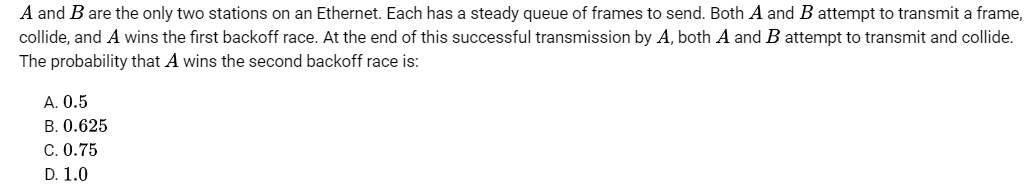 A and B are the only two stations on an Ethernet. Each has a steady queue of frames to send. Both A and B attempt to transmit a frame,
collide, and A wins the first backoff race. At the end of this successful transmission by A, both A and B attempt to transmit and collide.
The probability that A wins the second backoff race is:
A. 0.5
B. 0.625
C. 0.75
D. 1.0